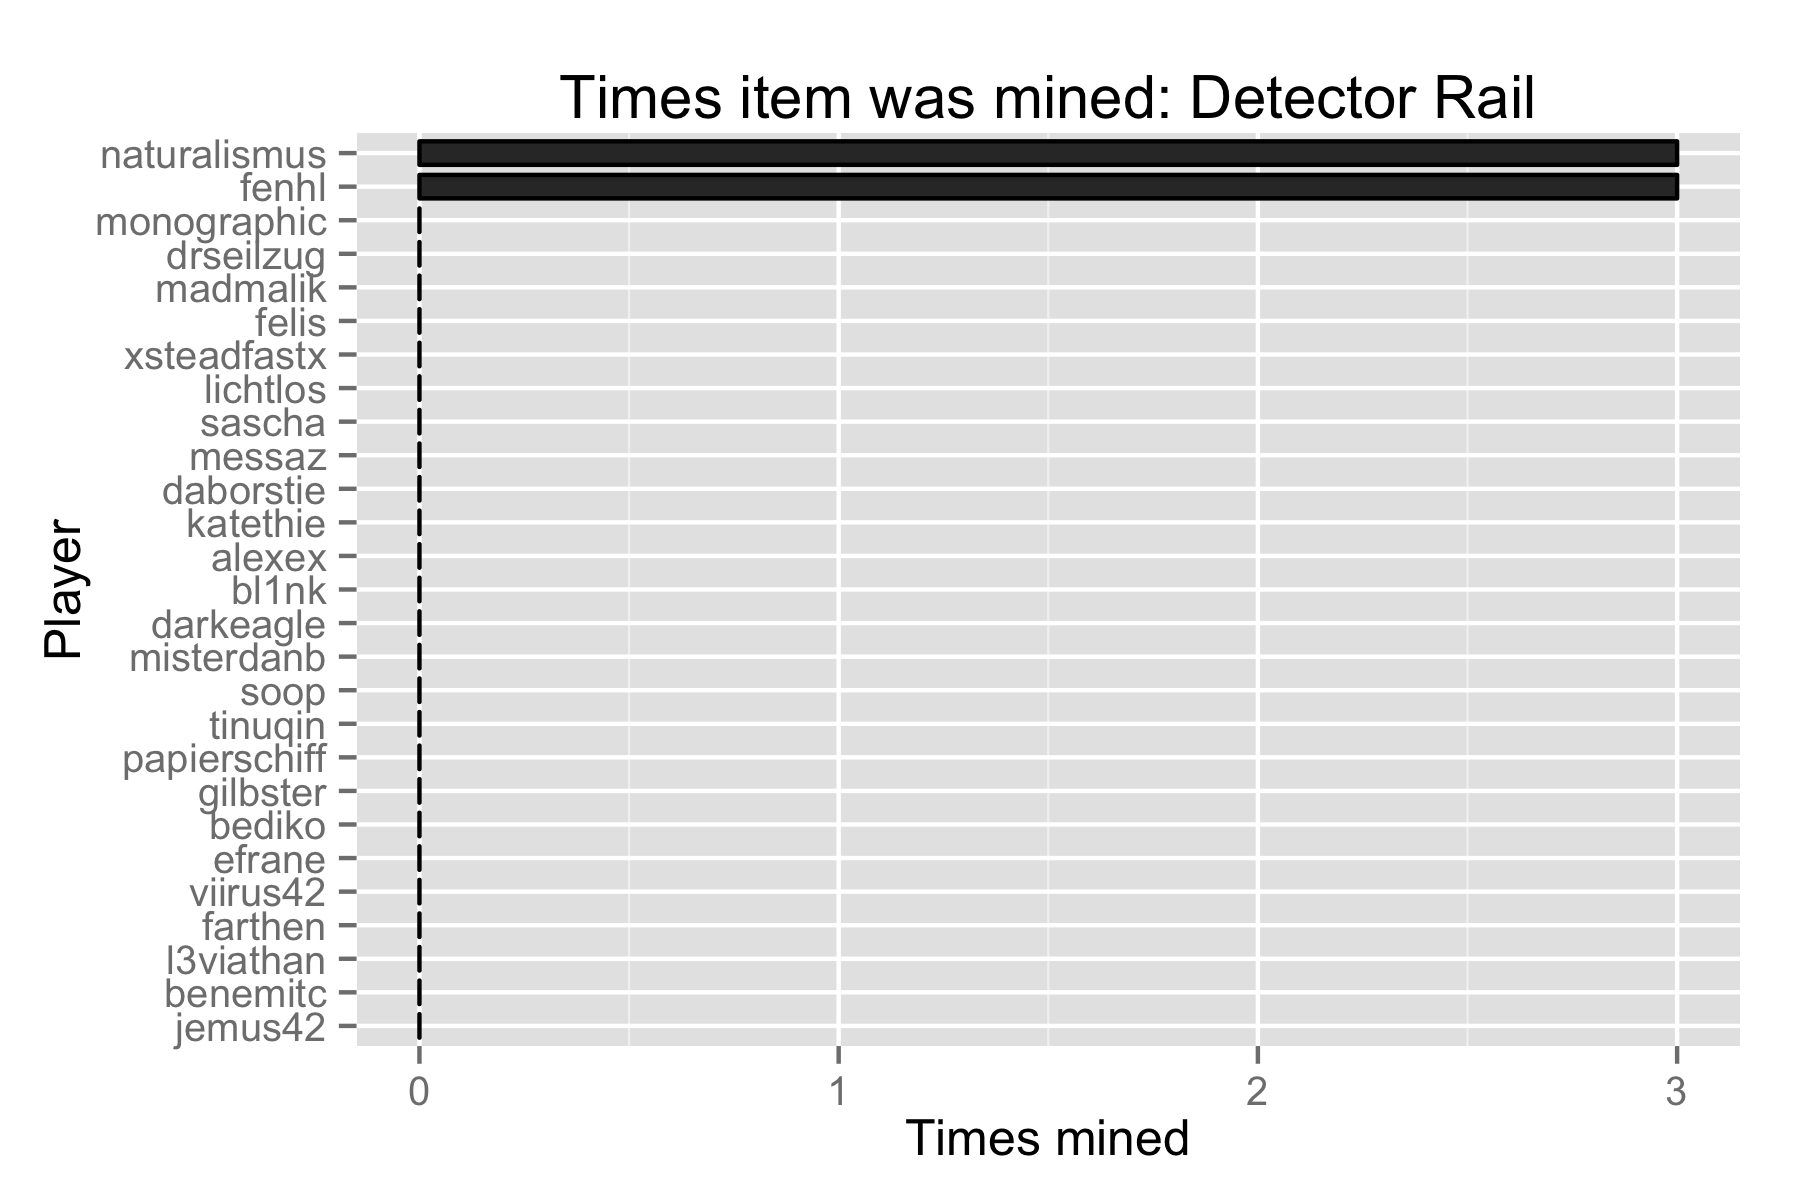 Times item was mined: Detector Rail
naturalismus
fenhl
monographic
drseilzug
madmalik
felis
xsteadfastx
lichtlos
sascha
messaz
daborstie
katethie
alexex
bl1nk
darkeagle
misterdanb
soop
tinuqin
papierschiff
gilbster
bediko
efrane
viirus42
farthen
l3viathan
benemitc
jemus42
Player
0 1 2 3
Times mined